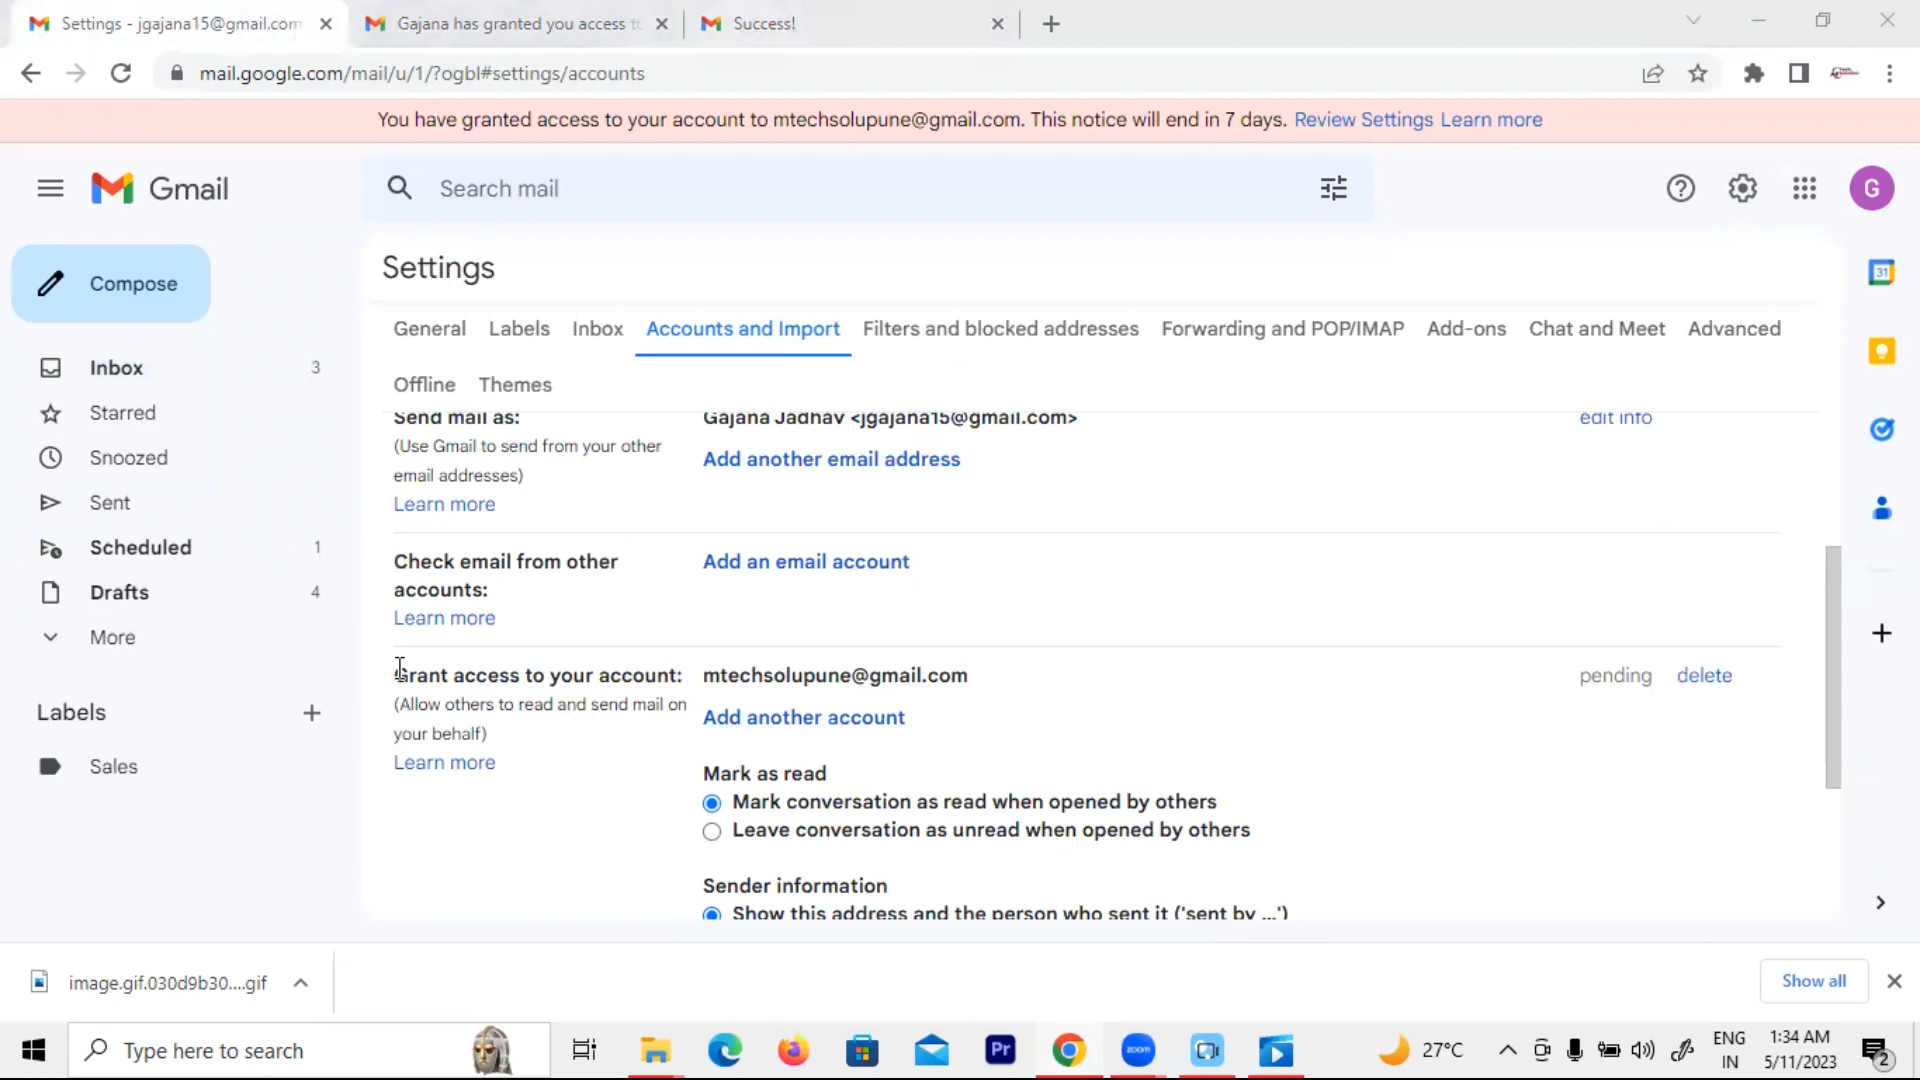 Settings - jgajana15@gmail.com
Gajana has granted you access to
Success!
mail.google.com/mail/u/1/?ogbl#settings/accounts
You have granted access to your account to mtechsolupune@gmail.com. This notice will end in 7 days. Review Settings Learn more
Gmail
Search mail
G
Compose
Settings
General Labels Inbox Accounts and Import Filters and blocked addresses Forwarding and POP/IMAP Add-ons Chat and Meet Advanced
Offline Themes
Inbox 3
Starred
Snoozed
Sent
Scheduled 1
Drafts 4
More
Labels
Sales
Send mail as: Gajana Jadhav <jgajana15@gmail.com> edit info
(Use Gmail to send from your other
email addresses)
Add another email address
Learn more
Check email from other
accounts:
Add an email account
Learn more
Grant access to your account: mtechsolupune@gmail.com pending delete
(Allow others to read and send mail on
your behalf)
Add another account
Learn more
Mark as read
Mark conversation as read when opened by others
Leave conversation as unread when opened by others
Sender information
Show this address and the person who sent it ('sent by ...')
31
image.gif.030d9b30....gif
Show all
Type here to search
Pr
zoom
27°C
ENG
IN
1:34 AM
5/11/2023
2